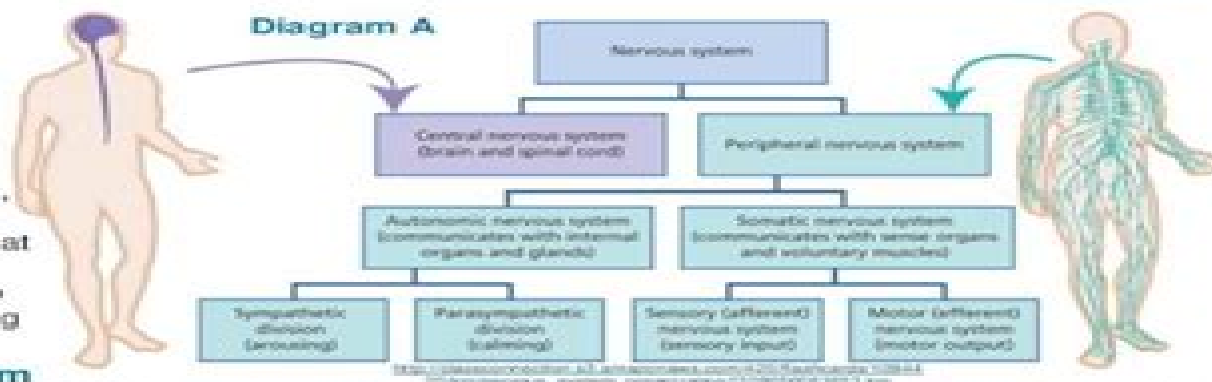 Diagram A
Nervous system
Central nervous system
(brain and spinal cord)
Peripheral nervous system
Autonomic nervous system
(communicates with internal
organs and glands)
Somatic nervous system
(communicates with sense organs
and voluntary muscles)
Sympathetic
division
(arousing)
Parasympathetic
division
(calming)
Sensory (afferent)
nervous system
(sensory input)
Motor (efferent)
nervous system
(motor output)
at
g
m